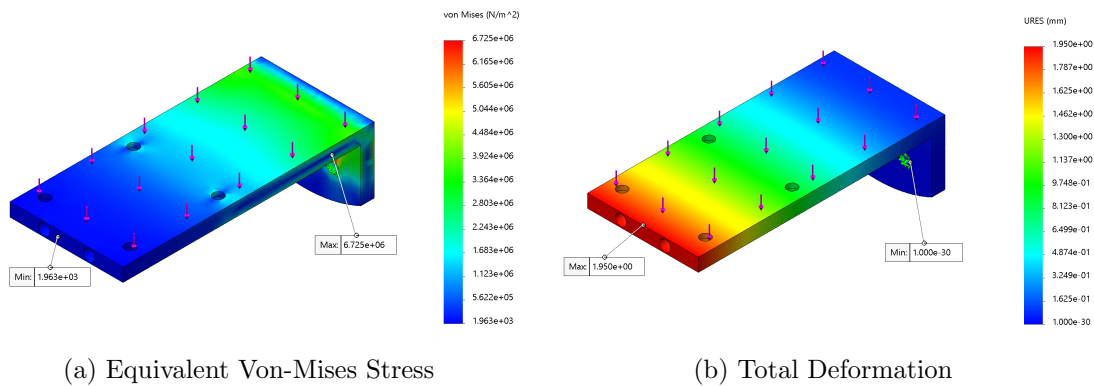 von Mises (N/m^2)
6.725e+06
6.165e+06
5.605e+06
5.044e+06
4.484e+06
3.924e+06
3.364e+06
2.803e+06
2.243e+06
1.683e+06
1.123e+06
5.622e+05
1.963e+03
Max: 6.725e+06
Min: 1.963e+03
(a) Equivalent Von-Mises Stress
URES (mm)
1.950e+00
1.787e+00
1.625e+00
1.462e+00
1.300e+00
1.137e+00
9.748e-01
8.123e-01
6.499e-01
4.874e-01
3.249e-01
1.625e-01
1.000e-30
Min: 1.000e-30
Max: 1.950e+00
(b) Total Deformation